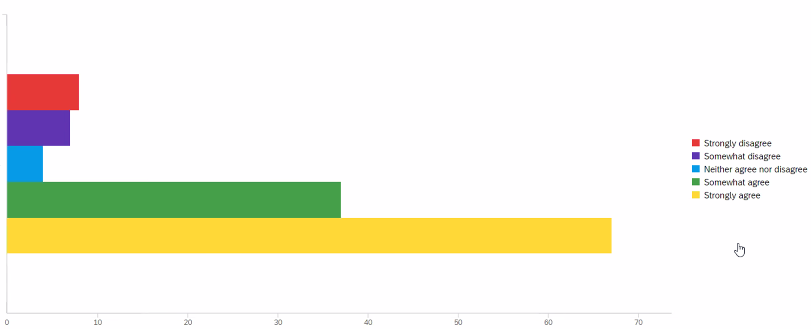 Strongly disagree
Somewhat disagree
Neither agree nor disagree
Somewhat agree
Strongly agree
0 10 20 30 40 50 60 70